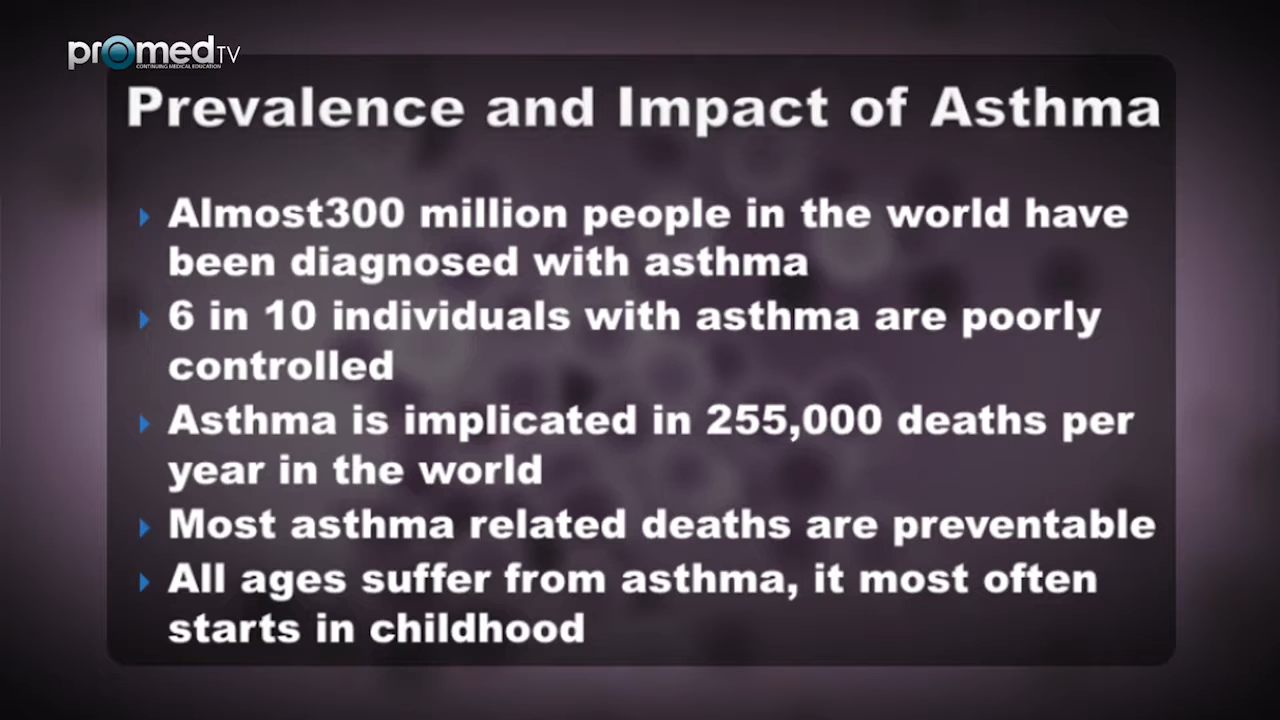 promed TV
CONTINUING MEDICAL EDUCATION
Prevalence and Impact of Asthma
Almost300 million people in the world have
been diagnosed with asthma
6 in 10 individuals with asthma are poorly
controlled
Asthma is implicated in 255,000 deaths per
year in the world
Most asthma related deaths are preventable
All ages suffer from asthma, it most often
starts in childhood